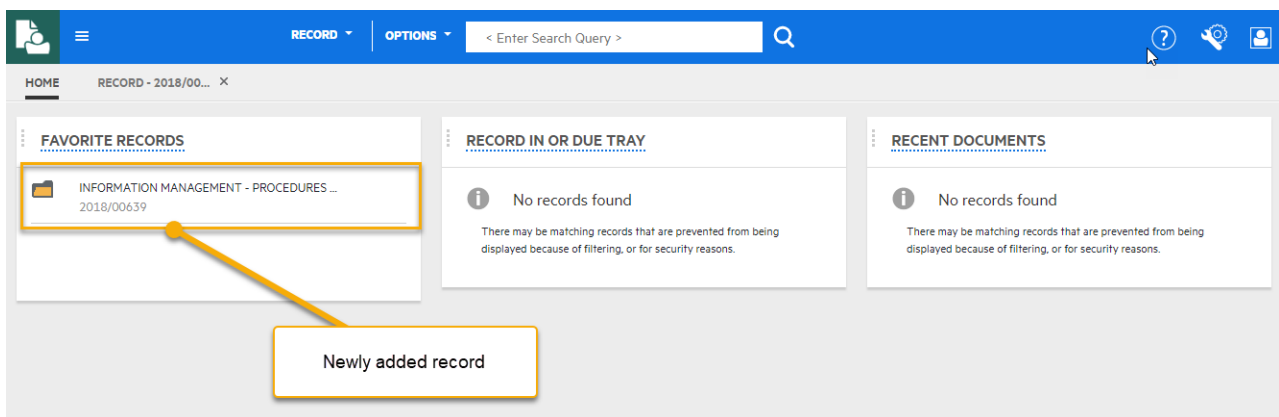 RECORD
OPTIONS
< Enter Search Query >
?
HOME
RECORD - 2018/00... ×
FAVORITE RECORDS
INFORMATION MANAGEMENT - PROCEDURES ...
2018/00639
RECORD IN OR DUE TRAY
No records found
There may be matching records that are prevented from being
displayed because of filtering, or for security reasons.
RECENT DOCUMENTS
No records found
There may be matching records that are prevented from being
displayed because of filtering, or for security reasons.
Newly added record